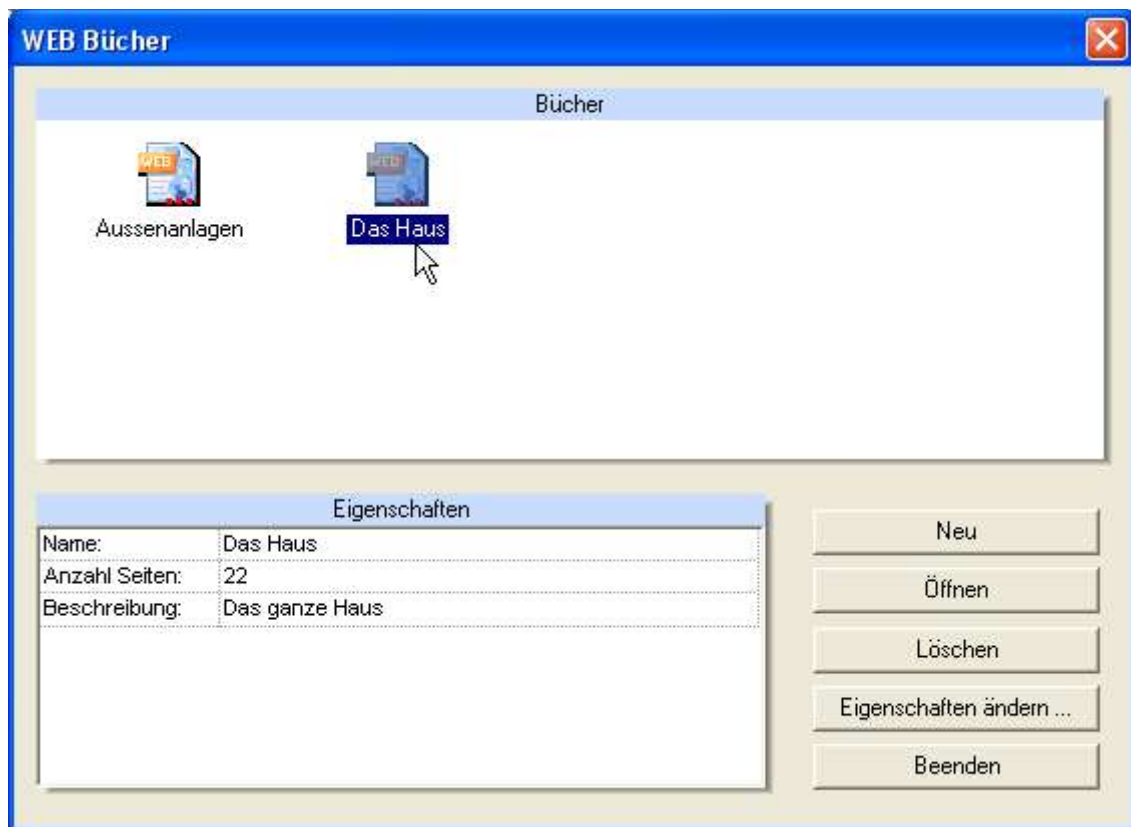 WEB Bücher
Bücher
WEB WEB
Aussenanlagen Das Haus
Eigenschaften
Name: Das Haus
Anzahl Seiten: 22
Beschreibung: Das ganze Haus
Neu
Öffnen
Löschen
Eigenschaften ändern ...
Beenden